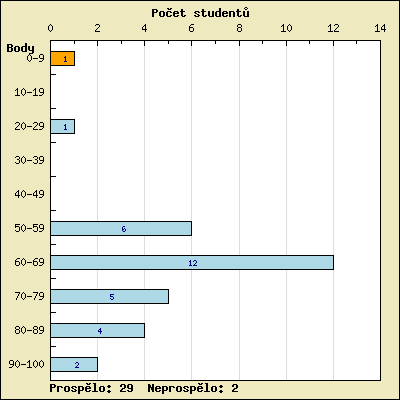 Počet studentů
0 2 4 6 8 10 12 14
Body
0-9 1
10-19
20-29 1
30-39
40-49
50-59 6
60-69 12
70-79 5
80-89 4
90-100 2
Prospělo: 29 Neprospělo: 2